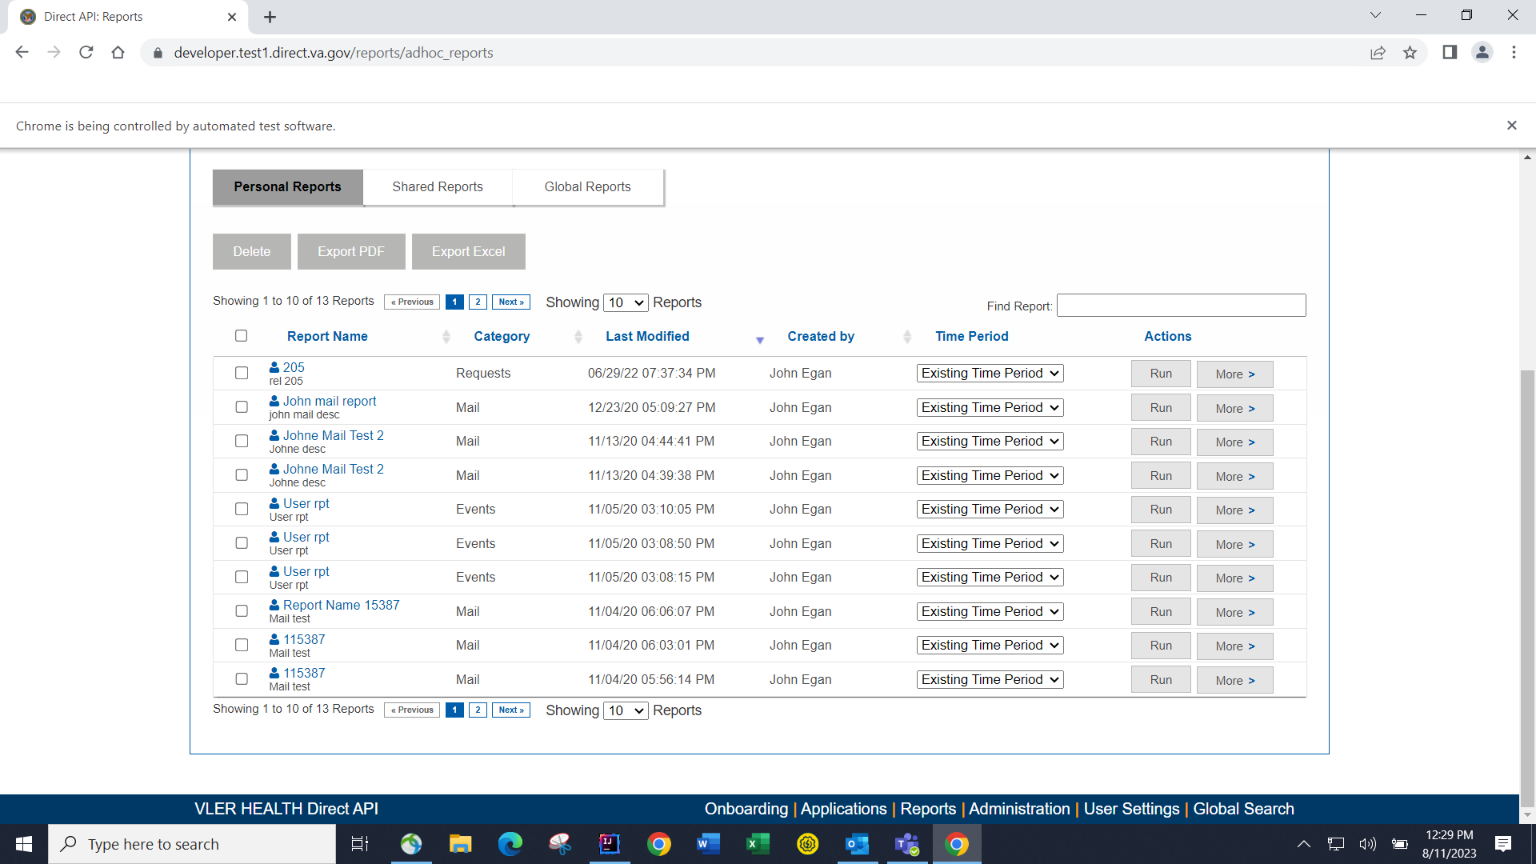 Direct API: Reports
developer.test1.direct.va.gov/reports/adhoc_reports
Chrome is being controlled by automated test software.
Personal Reports Shared Reports Global Reports
Delete Export PDF Export Excel
Showing 1 to 10 of 13 Reports « Previous 1 2 Next » Showing 10 Reports Find Report:
Report Name Category Last Modified Created by Time Period Actions
205 Requests 06/29/22 07:37:34 PM John Egan Existing Time Period Run More >
rel 205
John mail report Mail 12/23/20 05:09:27 PM John Egan Existing Time Period Run More >
john mail desc
Johne Mail Test 2 Mail 11/13/20 04:44:41 PM John Egan Existing Time Period Run More >
Johne desc
Johne Mail Test 2 Mail 11/13/20 04:39:38 PM John Egan Existing Time Period Run More >
Johne desc
User rpt Events 11/05/20 03:10:05 PM John Egan Existing Time Period Run More >
User rpt
User rpt Events 11/05/20 03:08:50 PM John Egan Existing Time Period Run More >
User rpt
User rpt Events 11/05/20 03:08:15 PM John Egan Existing Time Period Run More >
User rpt
Report Name 15387 Mail 11/04/20 06:06:07 PM John Egan Existing Time Period Run More >
Mail test
115387 Mail 11/04/20 06:03:01 PM John Egan Existing Time Period Run More >
Mail test
115387 Mail 11/04/20 05:56:14 PM John Egan Existing Time Period Run More >
Mail test
Showing 1 to 10 of 13 Reports « Previous 1 2 Next » Showing 10 Reports
VLER HEALTH Direct API Onboarding | Applications | Reports | Administration | User Settings | Global Search
Type here to search
12:29 PM
8/11/2023